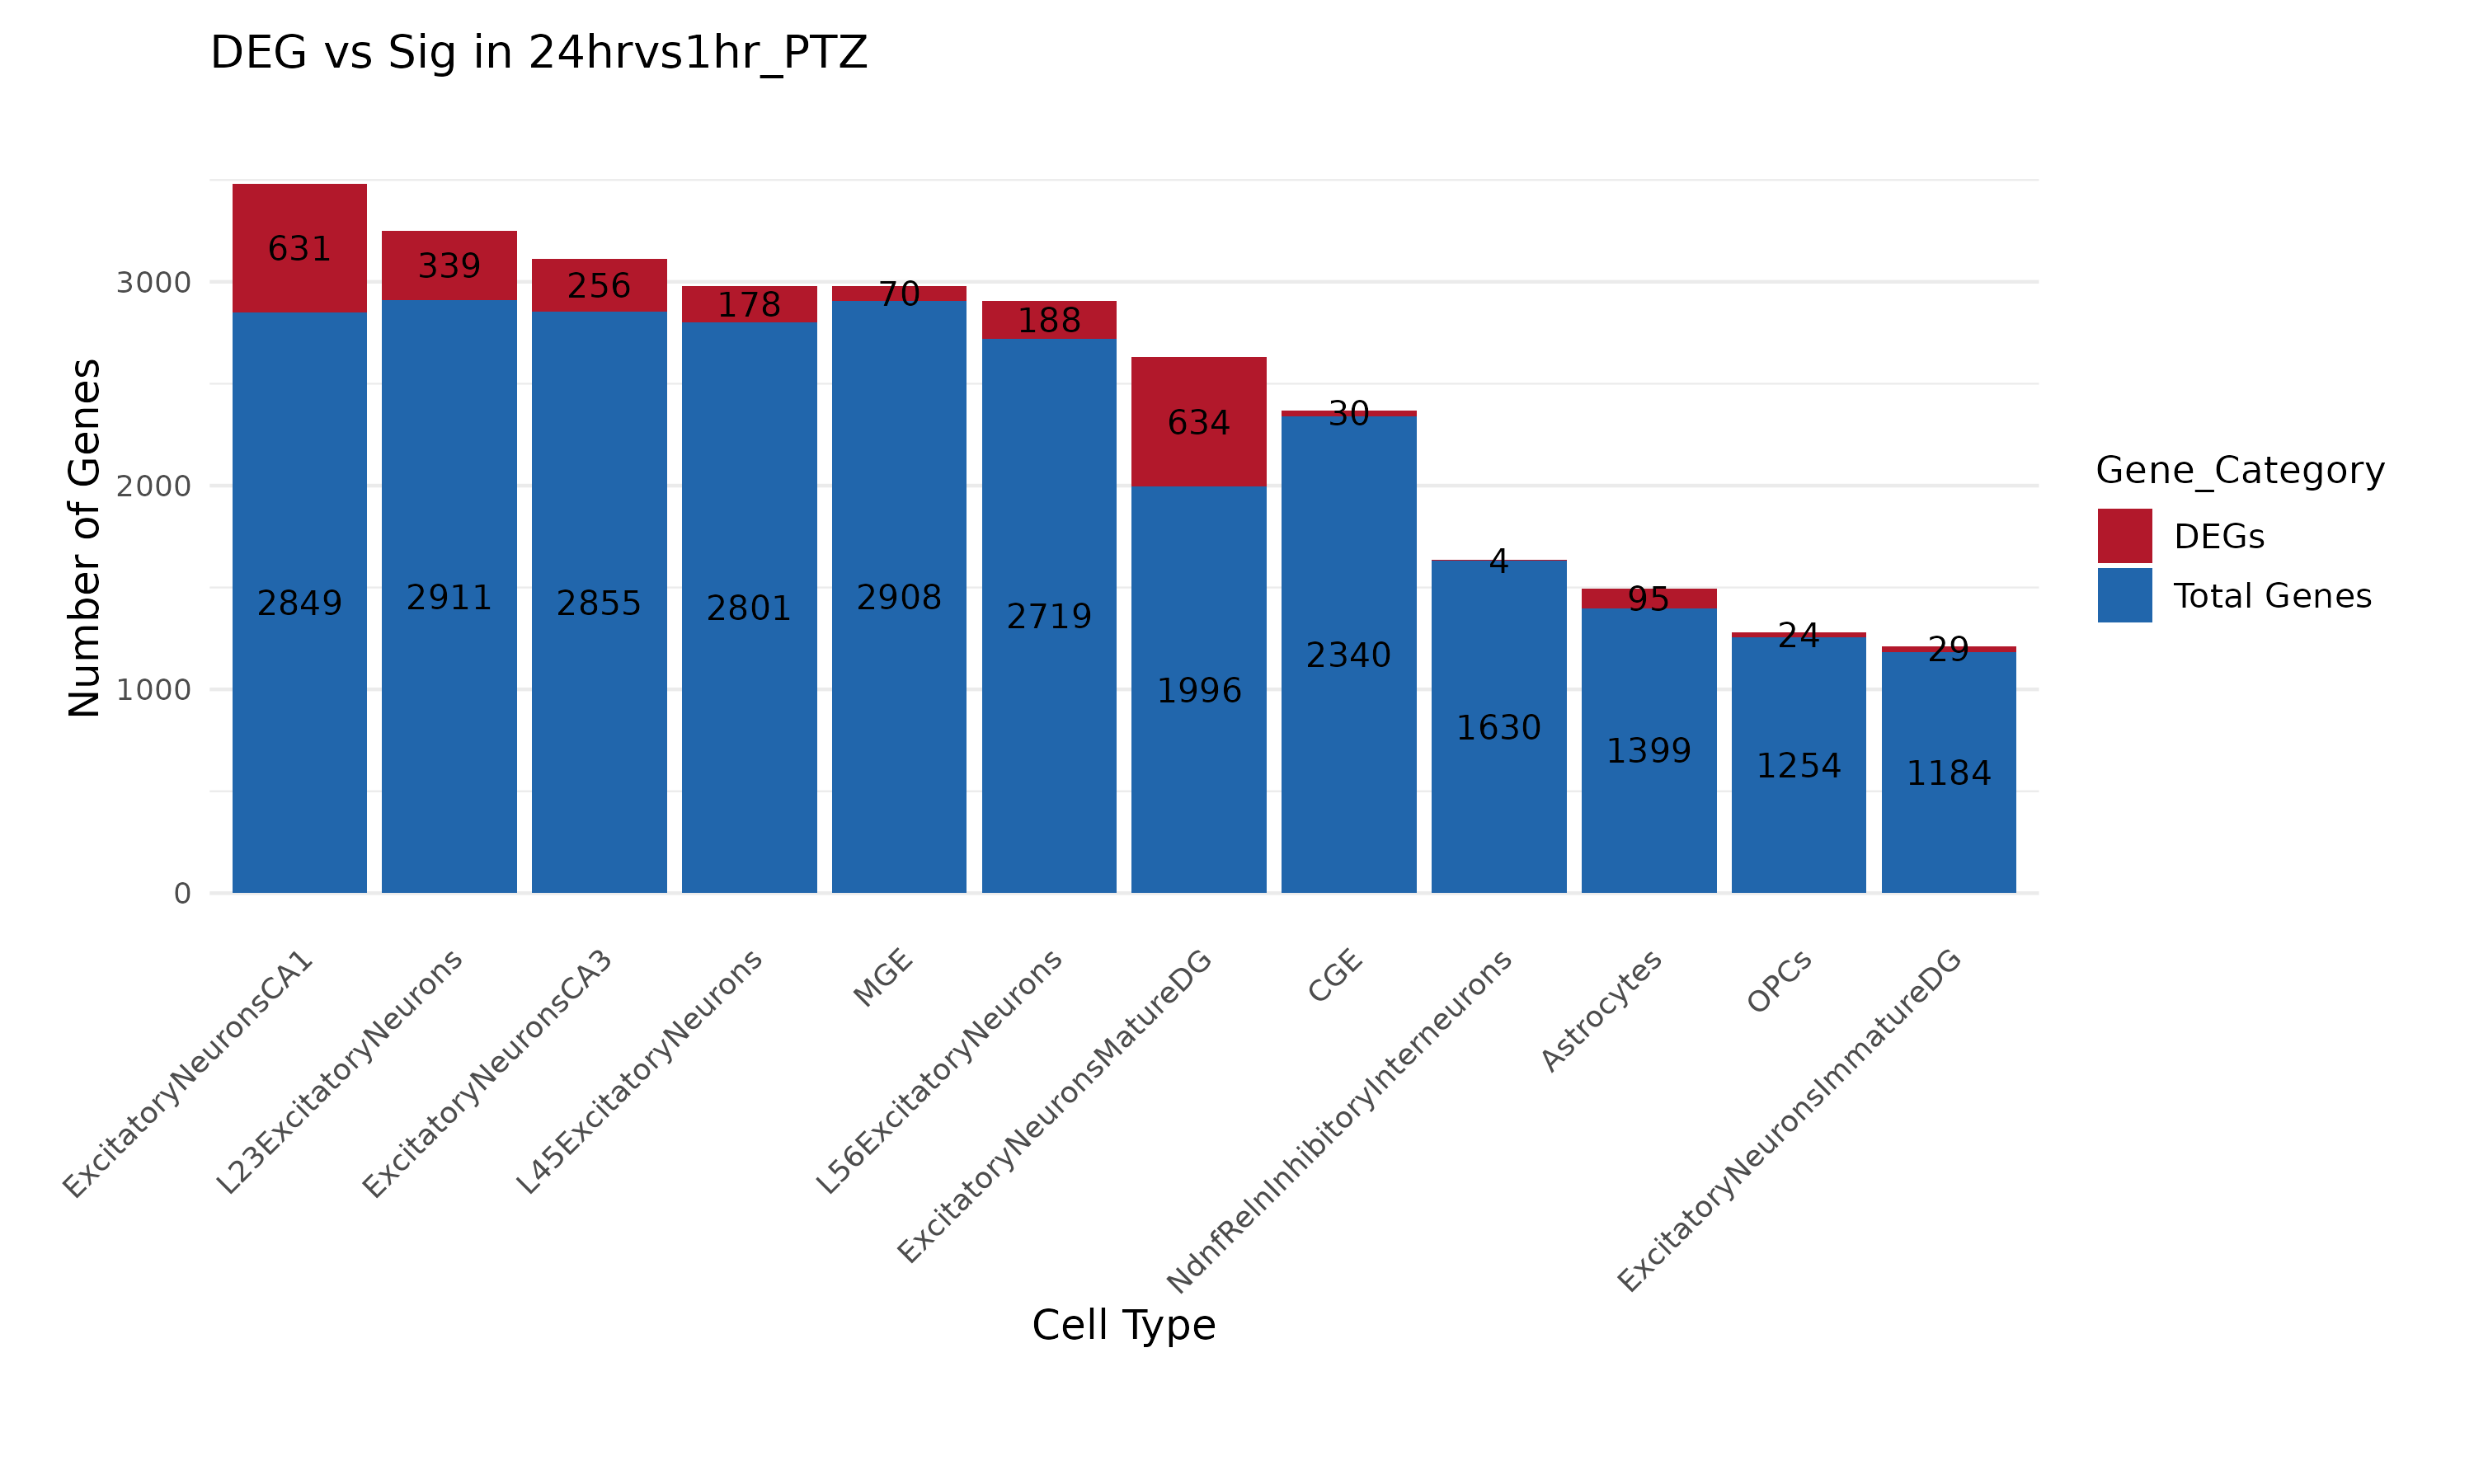 DEG vs Sig in 24hrvs1hr_PTZ
Number of Genes
3000
2000
1000
0
631
339
256
178
70
188
634
30
4
95
24
29
2849
2911
2855
2801
2908
2719
1996
2340
1630
1399
1254
1184
Gene_Category
DEGs
Total Genes
ExcitatoryNeuronsCA1
L23ExcitatoryNeurons
ExcitatoryNeuronsCA3
L45ExcitatoryNeurons
MGE
L56ExcitatoryNeurons
ExcitatoryNeuronsMatureDG
CGE
NdnfRelnInhibitoryInterneurons
Astrocytes
OPCs
ExcitatoryNeuronsImmatureDG
Cell Type